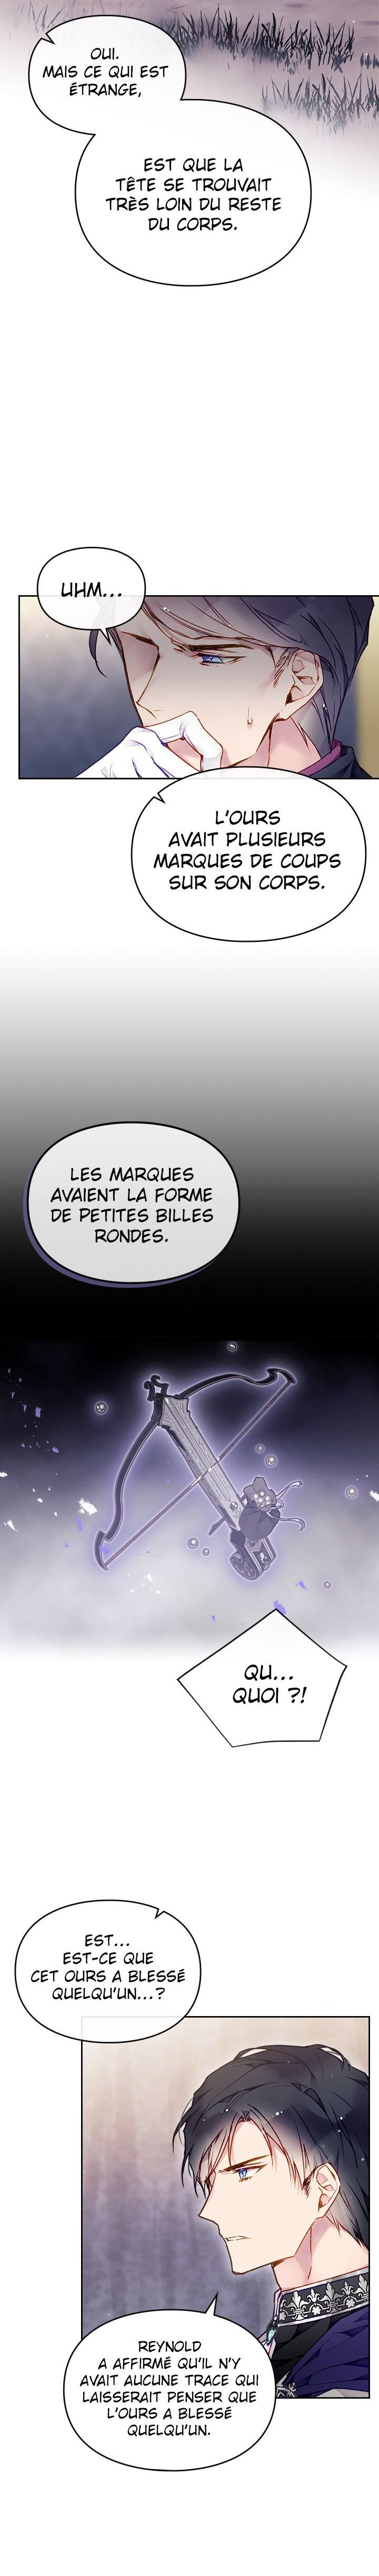 OUI.
MAIS CE QUI EST
ÉTRANGE,
EST QUE LA
TÊTE SE TROUVAIT
TRÈS LOIN DU RESTE
DU CORPS.
UHM...
L'OURS
AVAIT PLUSIEURS
MARQUES DE COUPS
SUR SON CORPS.
LES MARQUES
AVAIENT LA FORME
DE PETITES BILLES
RONDES.
QU...
QUOI ?!
EST...
EST-CE QUE
CET OURS A BLESSÉ
QUELQU'UN...?
REYNOLD
A AFFIRMÉ QU'IL N'Y
AVAIT AUCUNE TRACE QUI
LAISSERAIT PENSER QUE
L'OURS A BLESSÉ
QUELQU'UN.